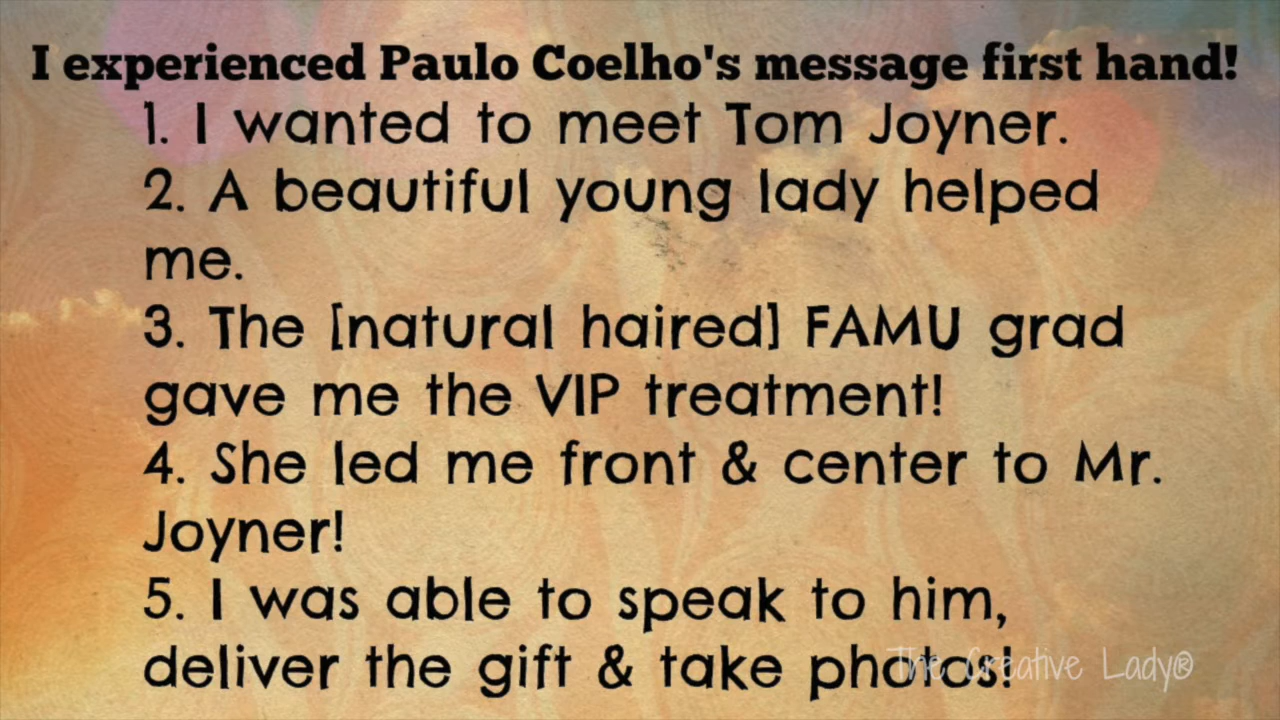 I experienced Paulo Coelho's message first hand!
1. I wanted to meet Tom Joyner.
2. A beautiful young lady helped
me.
3. The [natural haired] FAMU grad
gave me the VIP treatment!
4. She led me front & center to Mr.
Joyner!
5. I was able to speak to him,
deliver the gift & take photos!
The Creative Lady®